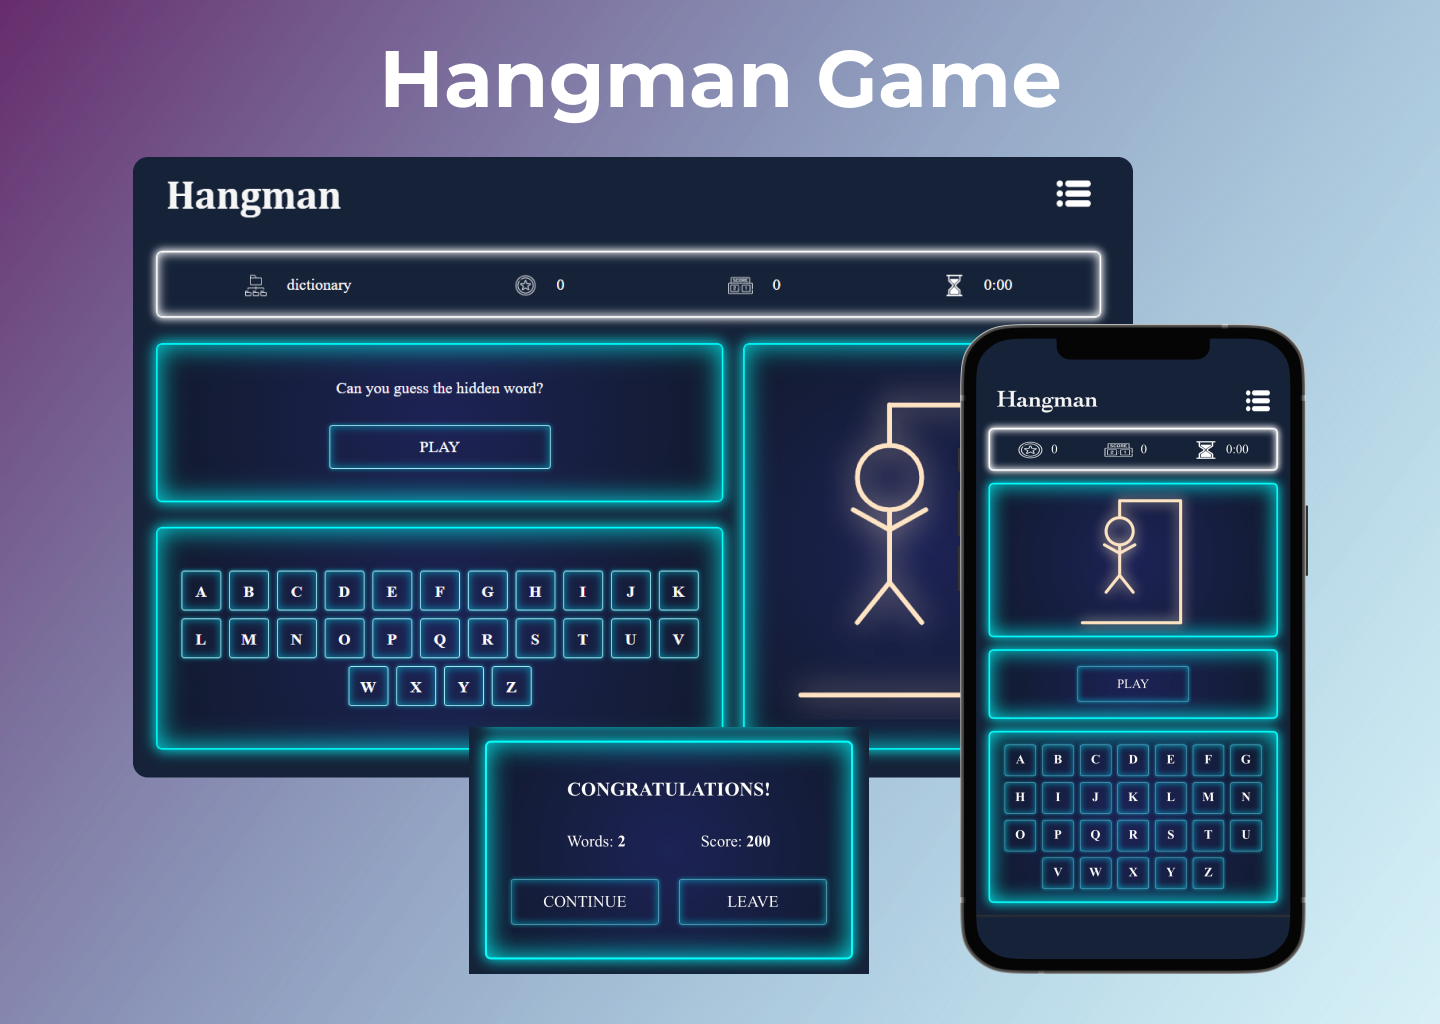 Hangman Game
Hangman
dictionary 0 0 0:00
Can you guess the hidden word?
PLAY
A B C D E F G H I J K
L M N O P Q R S T U V
W X Y Z
CONGRATULATIONS!
Words: 2 Score: 200
CONTINUE LEAVE
Hangman
0 0 0:00
PLAY
A B C D E F G
H I J K L M N
O P Q R S T U
V W X Y Z